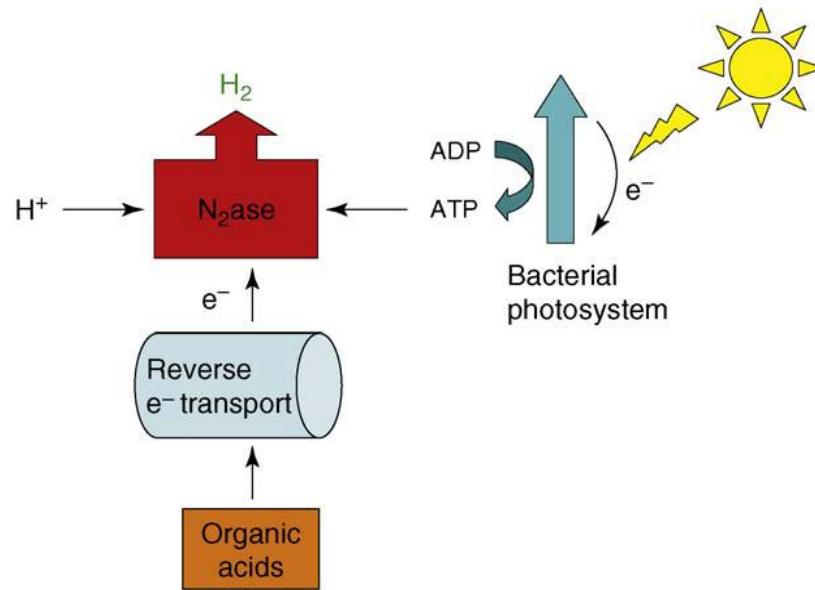 H₂
N₂ase
H⁺
ADP
ATP
e⁻
Bacterial
photosystem
e⁻
Reverse
e⁻ transport
Organic
acids